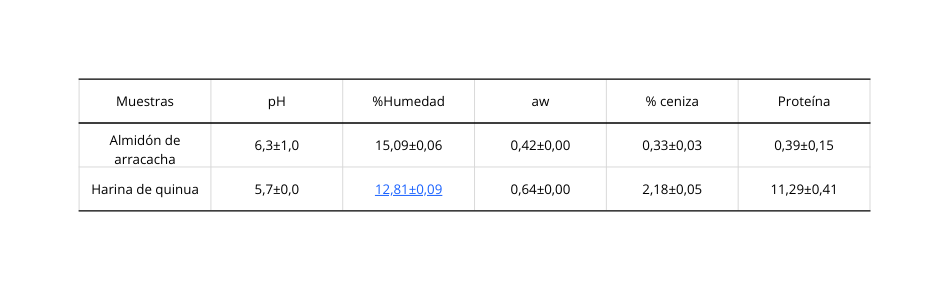 Muestras pH %Humedad aw % ceniza Proteína
Almidón de
arracacha 6,3±1,0 15,09±0,06 0,42±0,00 0,33±0,03 0,39±0,15
Harina de quinua 5,7±0,0 12,81±0,09 0,64±0,00 2,18±0,05 11,29±0,41